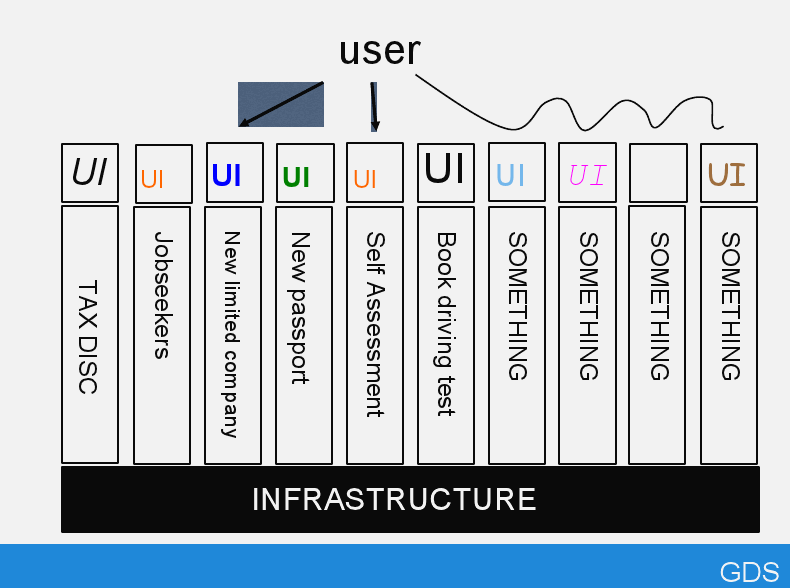 user
UI
UI
UI
UI
UI
UI
UI
UI
UI
TAX DISC
Jobseekers
New limited company
New passport
Self Assessment
Book driving test
SOMETHING
SOMETHING
SOMETHING
SOMETHING
INFRASTRUCTURE
GDS